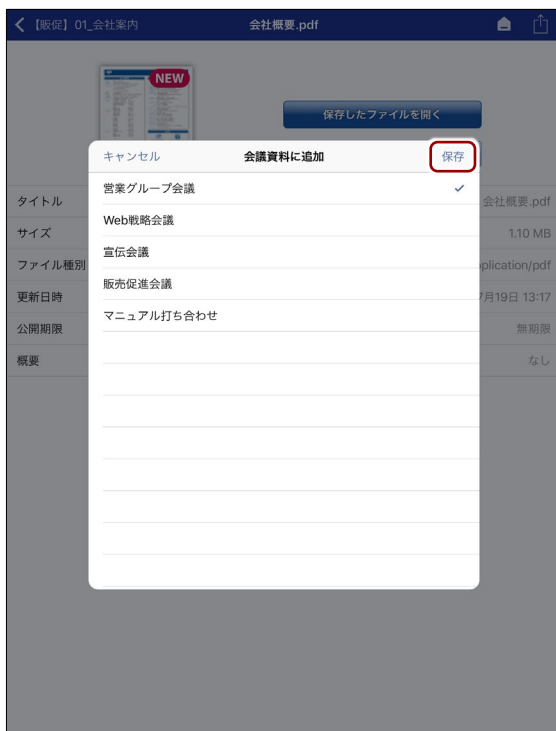 【販促】01_会社案内 会社概要.pdf
NEW
保存したファイルを開く
キャンセル 会議資料に追加 保存
営業グループ会議
Web戦略会議
宣伝会議
販売促進会議
マニュアル打ち合わせ
タイトル 会社概要.pdf
サイズ 1.10 MB
ファイル種別 plication/pdf
更新日時 7月19日 13:17
公開期限 無期限
概要 なし